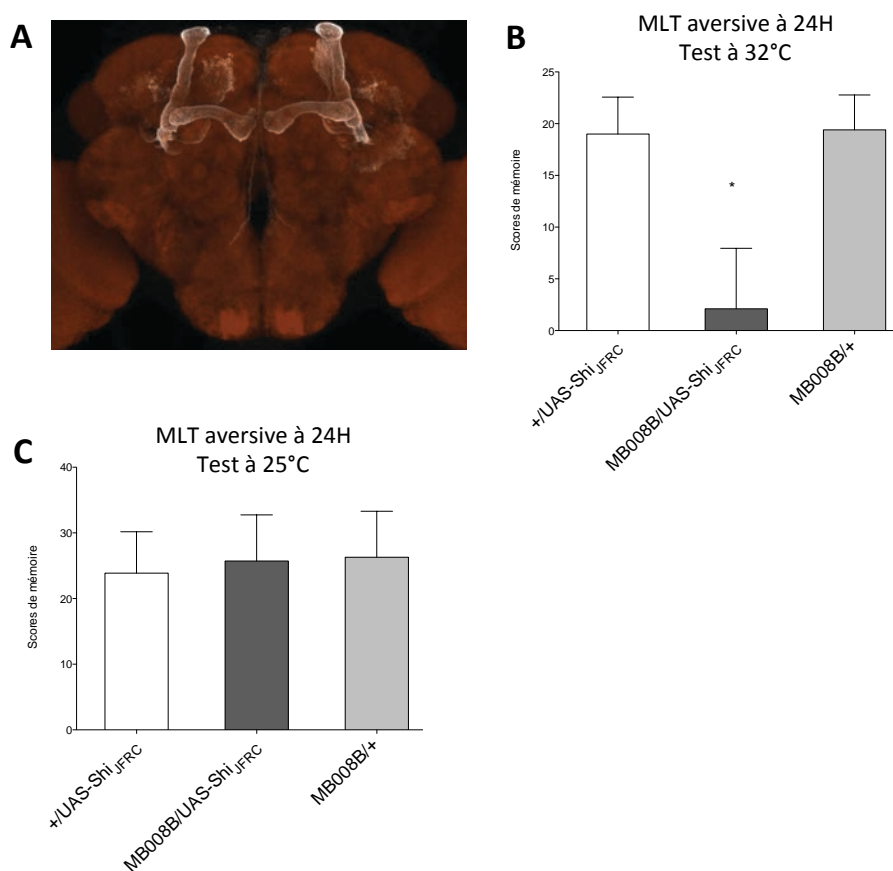 A
B
MLT aversive à 24H
Test à 32°C
Scores de mémoire
25
20
15
10
5
0
*
+/UAS-Shi JFRC
MB008B/UAS-Shi JFRC
MB008B/+
C
MLT aversive à 24H
Test à 25°C
Scores de mémoire
40
30
20
10
0
+/UAS-Shi JFRC
MB008B/UAS-Shi JFRC
MB008B/+